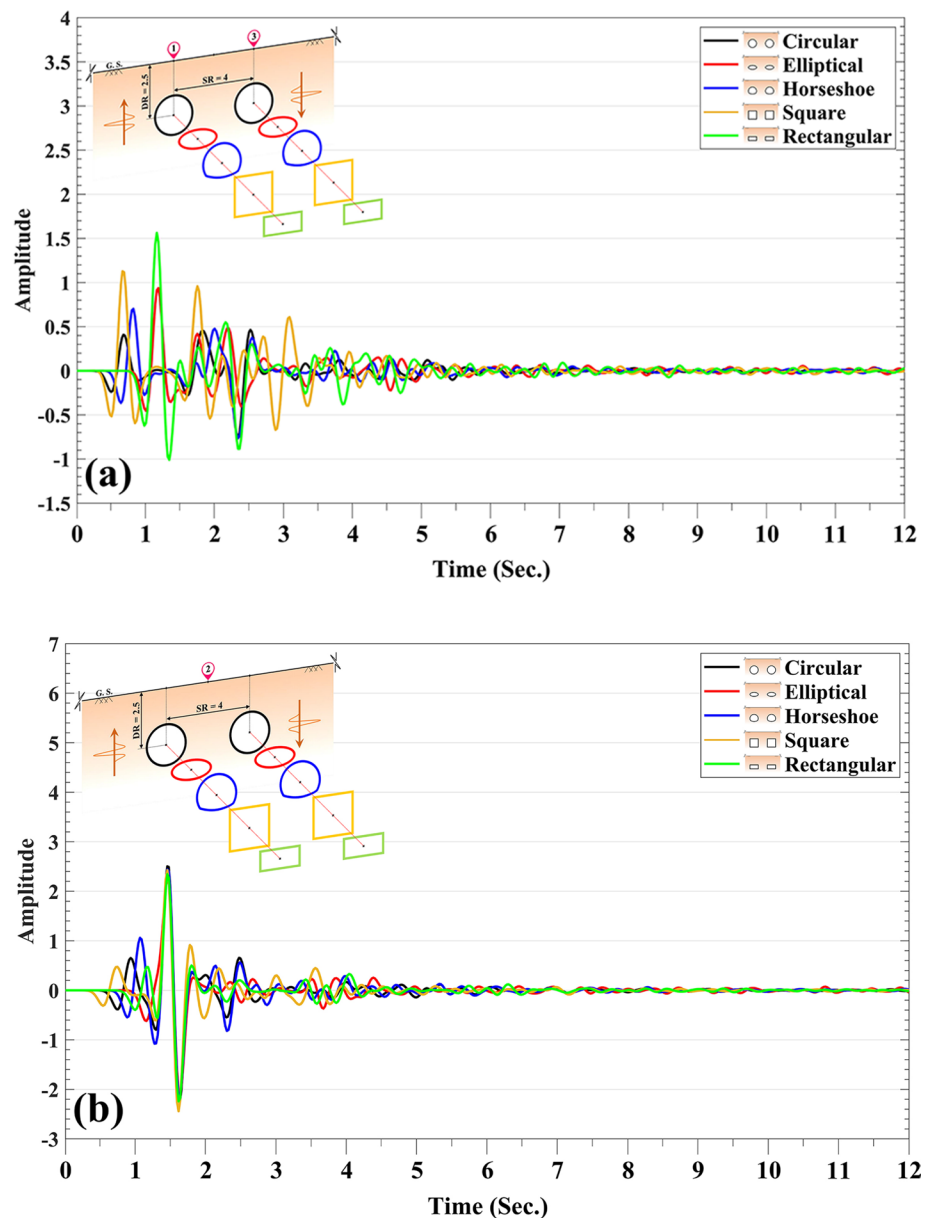 4
3.5
3
2.5
2
1.5
1
0.5
0
-0.5
-1
-1.5
Amplitude
G. S.
1
3
DR = 2.5
SR = 4
Circular
Elliptical
Horseshoe
Square
Rectangular
(a)
0 1 2 3 4 5 6 7 8 9 10 11 12
Time (Sec.)
7
6
5
4
3
2
1
0
-1
-2
-3
Amplitude
G. S.
2
DR = 2.5
SR = 4
Circular
Elliptical
Horseshoe
Square
Rectangular
(b)
0 1 2 3 4 5 6 7 8 9 10 11 12
Time (Sec.)